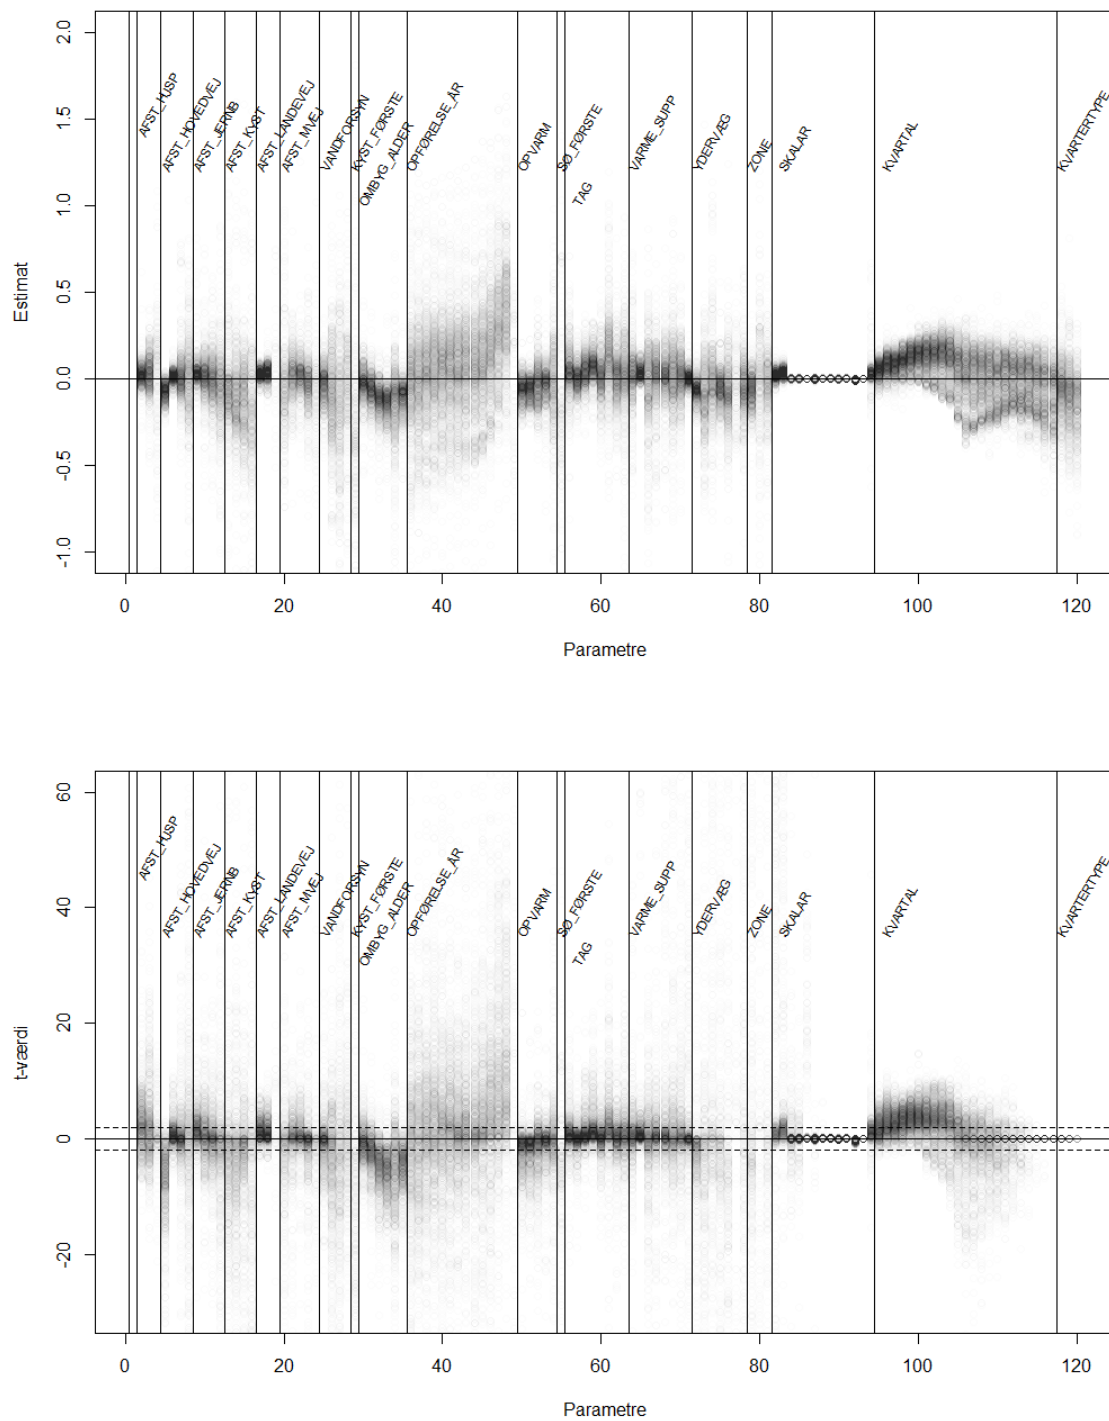 2.0
1.5
1.0
0.5
0.0
-0.5
-1.0
Estimat
AFST_HJSP
AFST_HOVEDVEJ
AFST_JERNB
AFST_KYST
AFST_LANDEVEJ
AFST_MVEJ
VANDFORSYN
KYST_FØRSTE
OMBYG_ALDER
OPFØRELSE_ÅR
OPVARM
SØ_FØRSTE
TAG
VARME_SUPP
YDERVÆG
ZONE
SKALAR
KVARTAL
KVARTERTYPE
0 20 40 60 80 100 120
Parametre
60
40
20
0
-20
t-værdi
AFST_HJSP
AFST_HOVEDVEJ
AFST_JERNB
AFST_KYST
AFST_LANDEVEJ
AFST_MVEJ
VANDFORSYN
KYST_FØRSTE
OMBYG_ALDER
OPFØRELSE_ÅR
OPVARM
SØ_FØRSTE
TAG
VARME_SUPP
YDERVÆG
ZONE
SKALAR
KVARTAL
KVARTERTYPE
0 20 40 60 80 100 120
Parametre